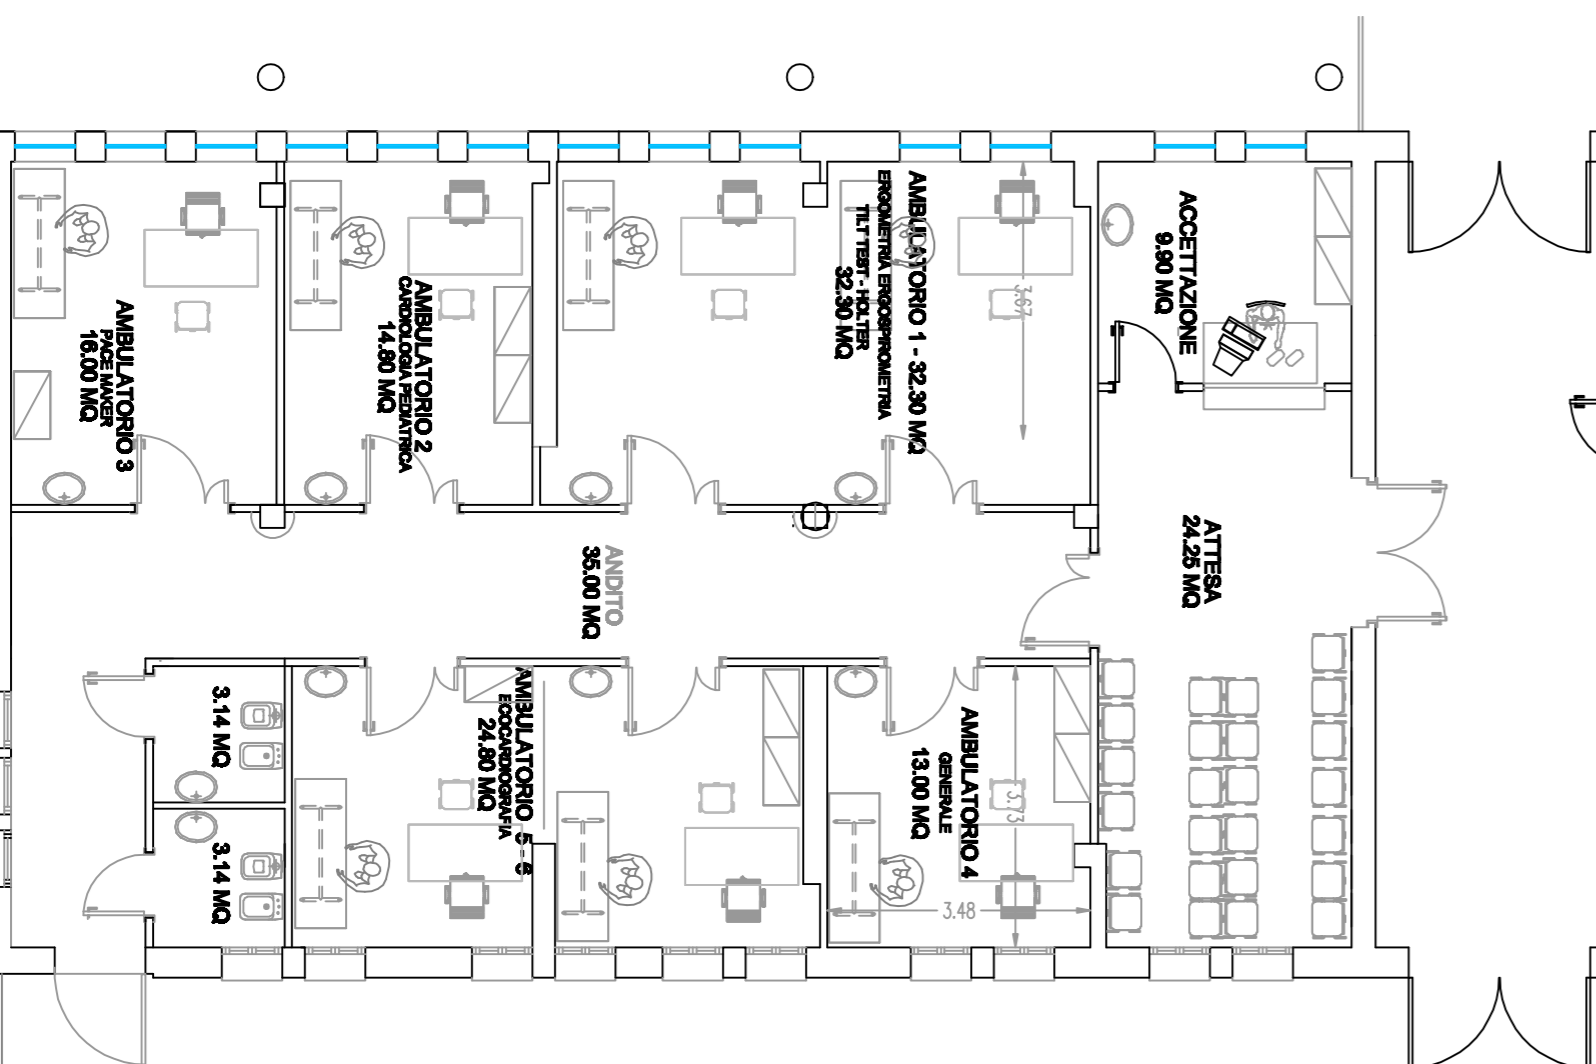 AMBULATORIO 3
PACE MAKER
16.00 MQ
AMBULATORIO 2
CARDIOLOGIA PEDIATRICA
14.80 MQ
AMBULATORIO 1 - 32.30 MQ
ERGOMETRIA ERGOSPIROMETRIA
TILT TEST - HOLTER
32.30 MQ
3.67
ACCETTAZIONE
9.90 MQ
ANDITO
35.00 MQ
ATTESA
24.25 MQ
3.14 MQ
3.14 MQ
AMBULATORIO 5 - 6
ECOCARDIOGRAFIA
24.80 MQ
AMBULATORIO 4
GENERALE
13.00 MQ
3.73
3.48